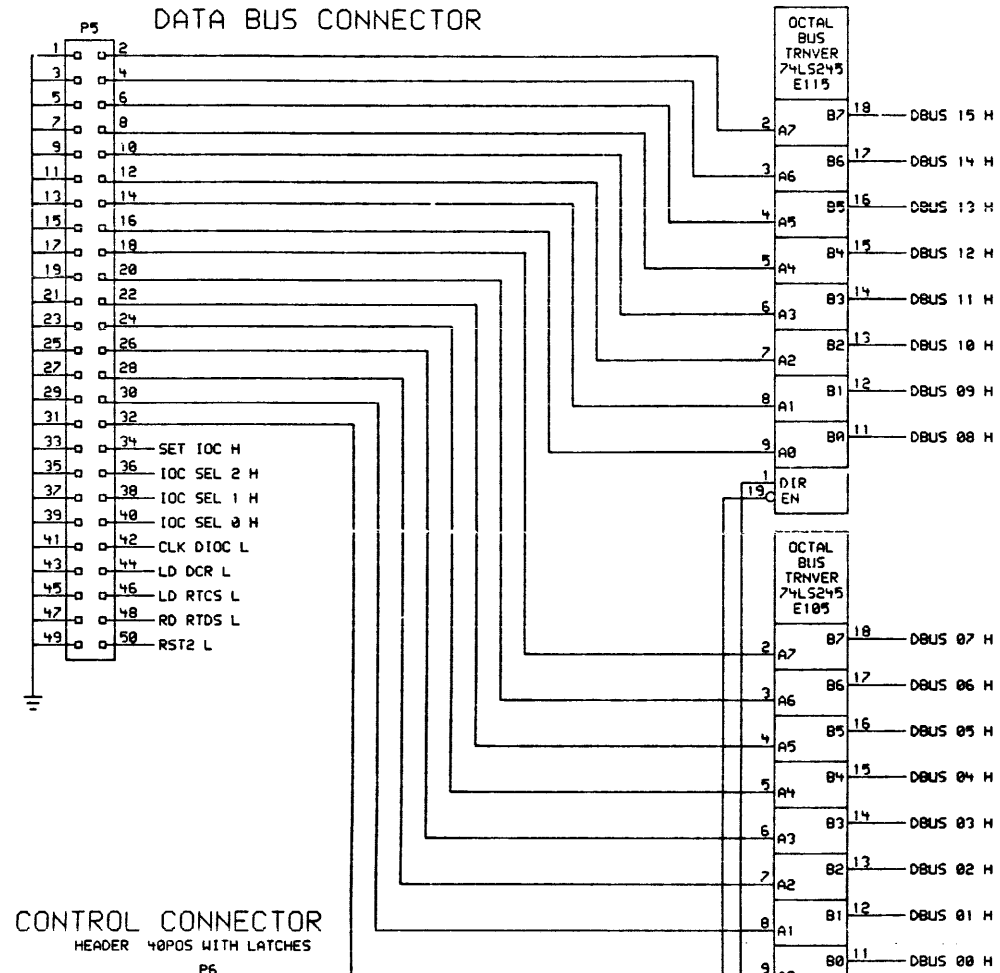 DATA BUS CONNECTOR
P5
1 2
3 4
5 6
7 8
9 10
11 12
13 14
15 16
17 18
19 20
21 22
23 24
25 26
27 28
29 30
31 32
33 34 SET IOC H
35 36 IOC SEL 2 H
37 38 IOC SEL 1 H
39 40 IOC SEL 0 H
41 42 CLK DIOC L
43 44 LD DCR L
45 46 LD RTCS L
47 48 RD RTDS L
49 50 RST2 L
OCTAL
BUS
TRNVER
74LS245
E115
2 A7 B7 18 DBUS 15 H
3 A6 B6 17 DBUS 14 H
4 A5 B5 16 DBUS 13 H
5 A4 B4 15 DBUS 12 H
6 A3 B3 14 DBUS 11 H
7 A2 B2 13 DBUS 10 H
8 A1 B1 12 DBUS 09 H
9 A0 B0 11 DBUS 08 H
1 DIR
19 EN
OCTAL
BUS
TRNVER
74LS245
E105
2 A7 B7 18 DBUS 07 H
3 A6 B6 17 DBUS 06 H
4 A5 B5 16 DBUS 05 H
5 A4 B4 15 DBUS 04 H
6 A3 B3 14 DBUS 03 H
7 A2 B2 13 DBUS 02 H
8 A1 B1 12 DBUS 01 H
9 B0 11 DBUS 00 H
CONTROL CONNECTOR
HEADER 40POS WITH LATCHES
P6